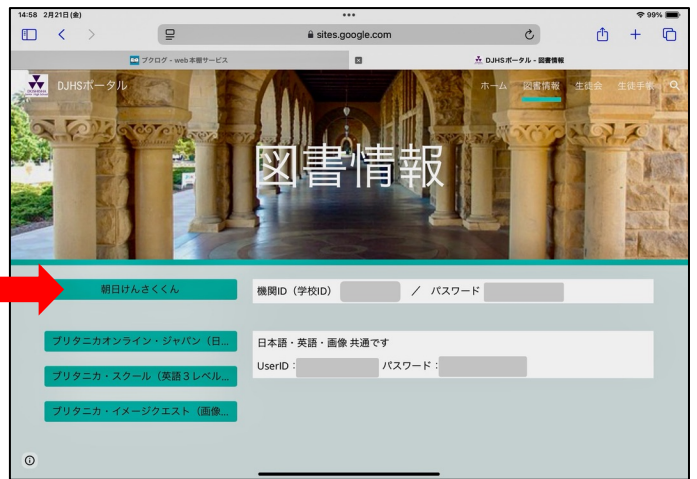 14:58 2月21日(金)
99%
sites.google.com
ブクログ - web本棚サービス
DJHSポータル - 図書情報
DJHSポータル
ホーム 図書情報 生徒会 生徒手帳
図書情報
朝日けんさくくん
機関ID（学校ID） / パスワード
ブリタニカオンライン・ジャパン（日...
日本語・英語・画像 共通です
UserID： パスワード：
ブリタニカ・スクール（英語３レベル...
ブリタニカ・イメージクエスト（画像...